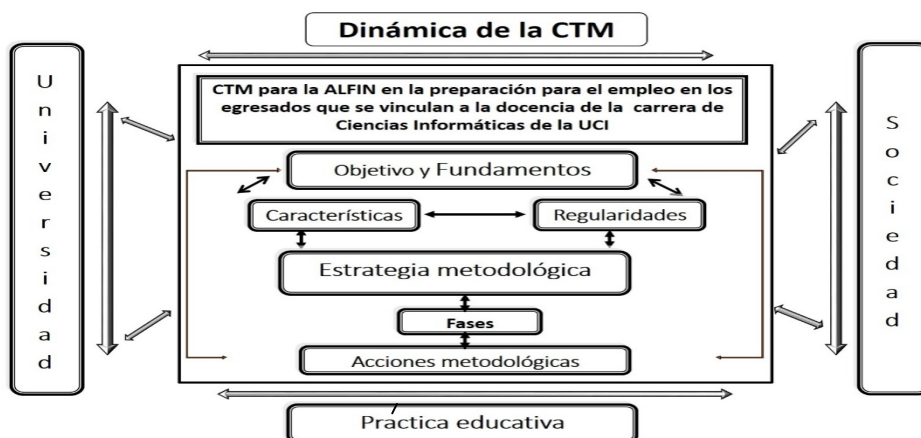 Dinámica de la CTM
Universidad
CTM para la ALFIN en la preparación para el empleo en los
egresados que se vinculan a la docencia de la carrera de
Ciencias Informáticas de la UCI
Objetivo y Fundamentos
Características
Regularidades
Estrategia metodológica
Fases
Acciones metodológicas
Sociedad
Practica educativa